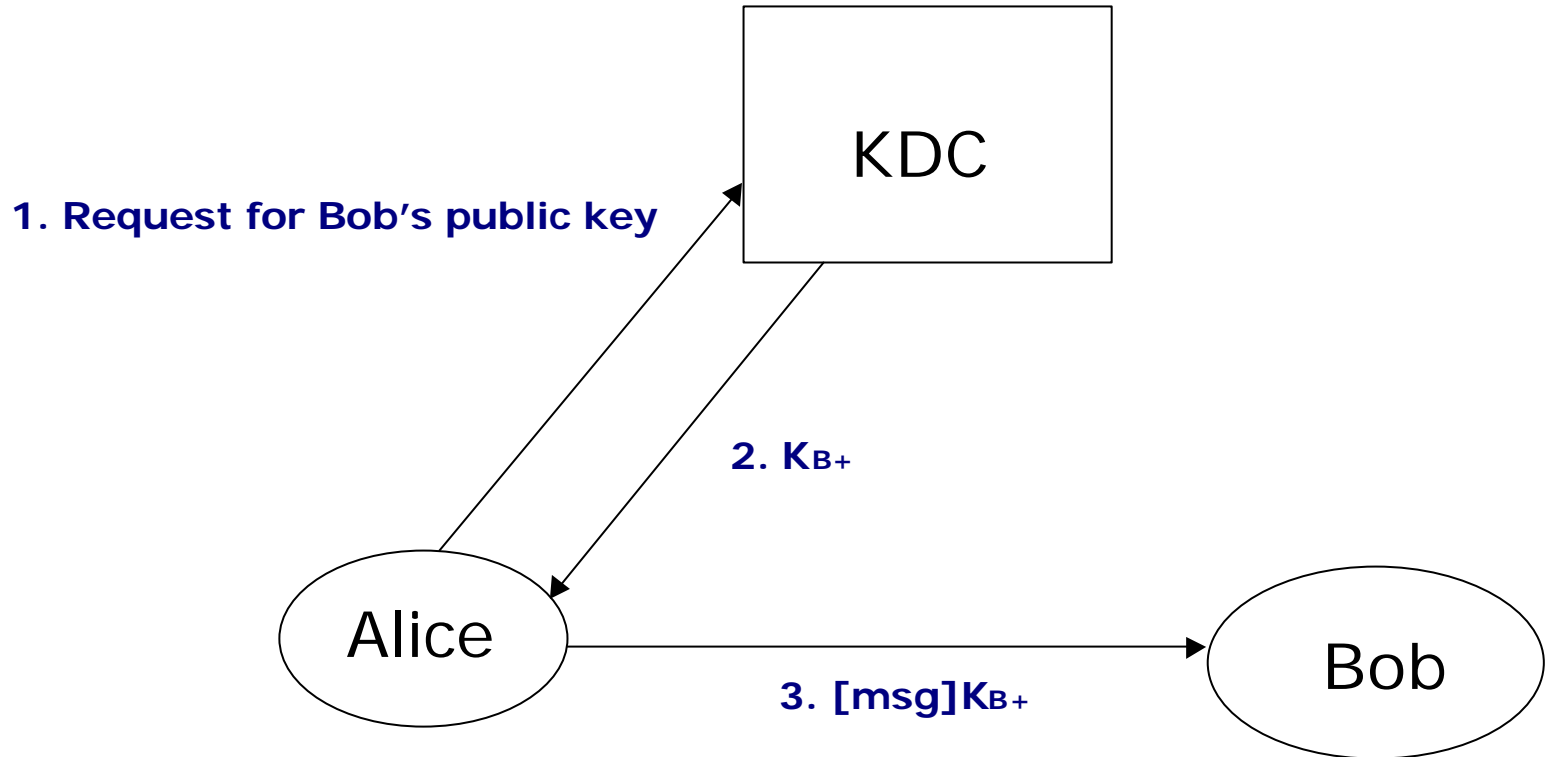 KDC
1. Request for Bob’s public key
2. KB+
Alice
Bob
3. [msg]KB+